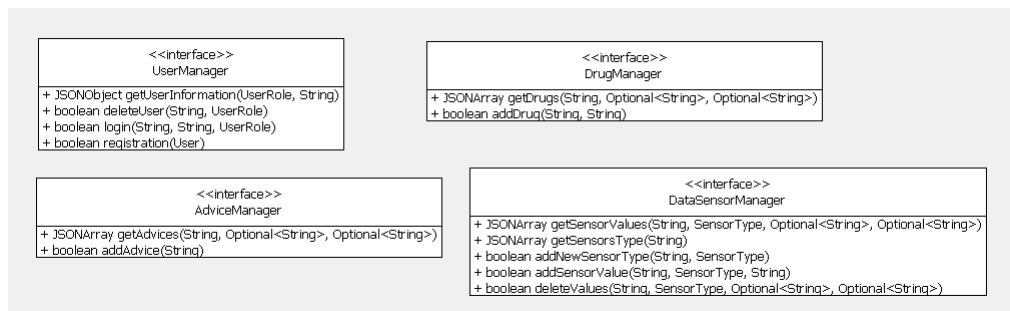 <<interface>>
UserManager
+ JSONObject getUserInformation(UserRole, String)
+ boolean deleteUser(String, UserRole)
+ boolean login(String, String, UserRole)
+ boolean registration(User)
<<interface>>
DrugManager
+ JSONArray getDrugs(String, Optional<String>, Optional<String>)
+ boolean addDrug(String, String)
<<interface>>
AdviceManager
+ JSONArray getAdvices(String, Optional<String>, Optional<String>)
+ boolean addAdvice(String)
<<interface>>
DataSensorManager
+ JSONArray getSensorValues(String, SensorType, Optional<String>, Optional<String>)
+ JSONArray getSensorsType(String)
+ boolean addNewSensorType(String, SensorType)
+ boolean addSensorValue(String, SensorType, String)
+ boolean deleteValues(String, SensorType, Optional<String>, Optional<String>)